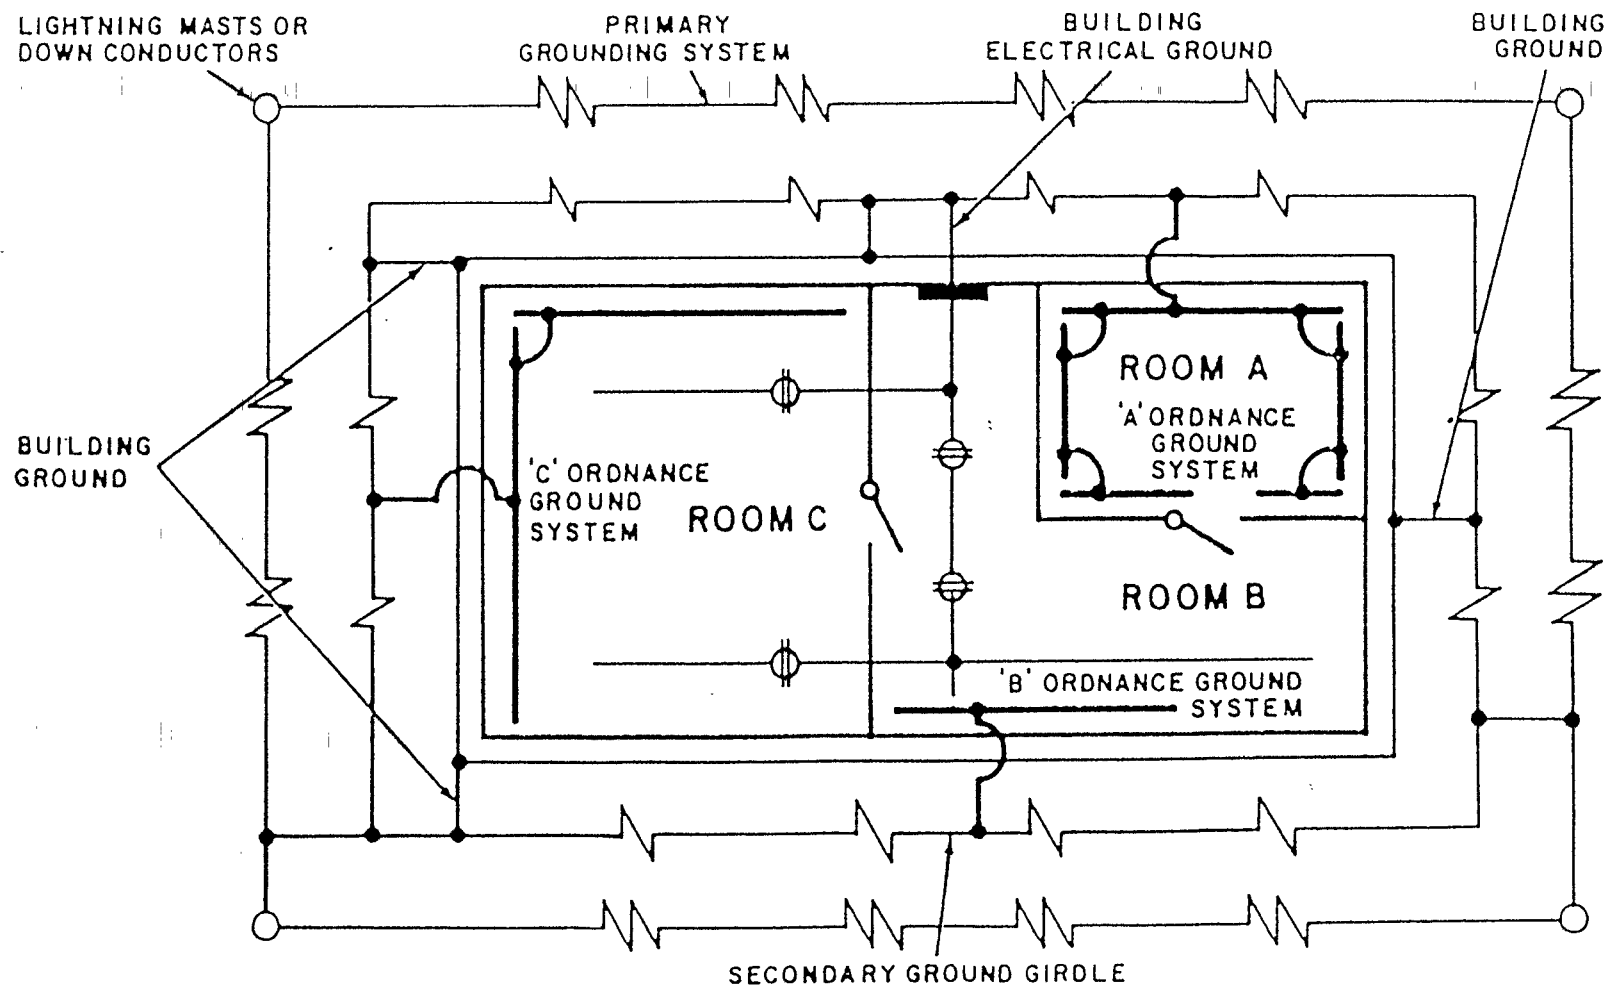 LIGHTNING MASTS OR
DOWN CONDUCTORS
PRIMARY
GROUNDING SYSTEM
BUILDING
ELECTRICAL GROUND
BUILDING
GROUND
ROOM A
'A' ORDNANCE
GROUND
SYSTEM
BUILDING
GROUND
'C' ORDNANCE
GROUND
SYSTEM
ROOM C
ROOM B
'B' ORDNANCE GROUND
SYSTEM
SECONDARY GROUND GIRDLE